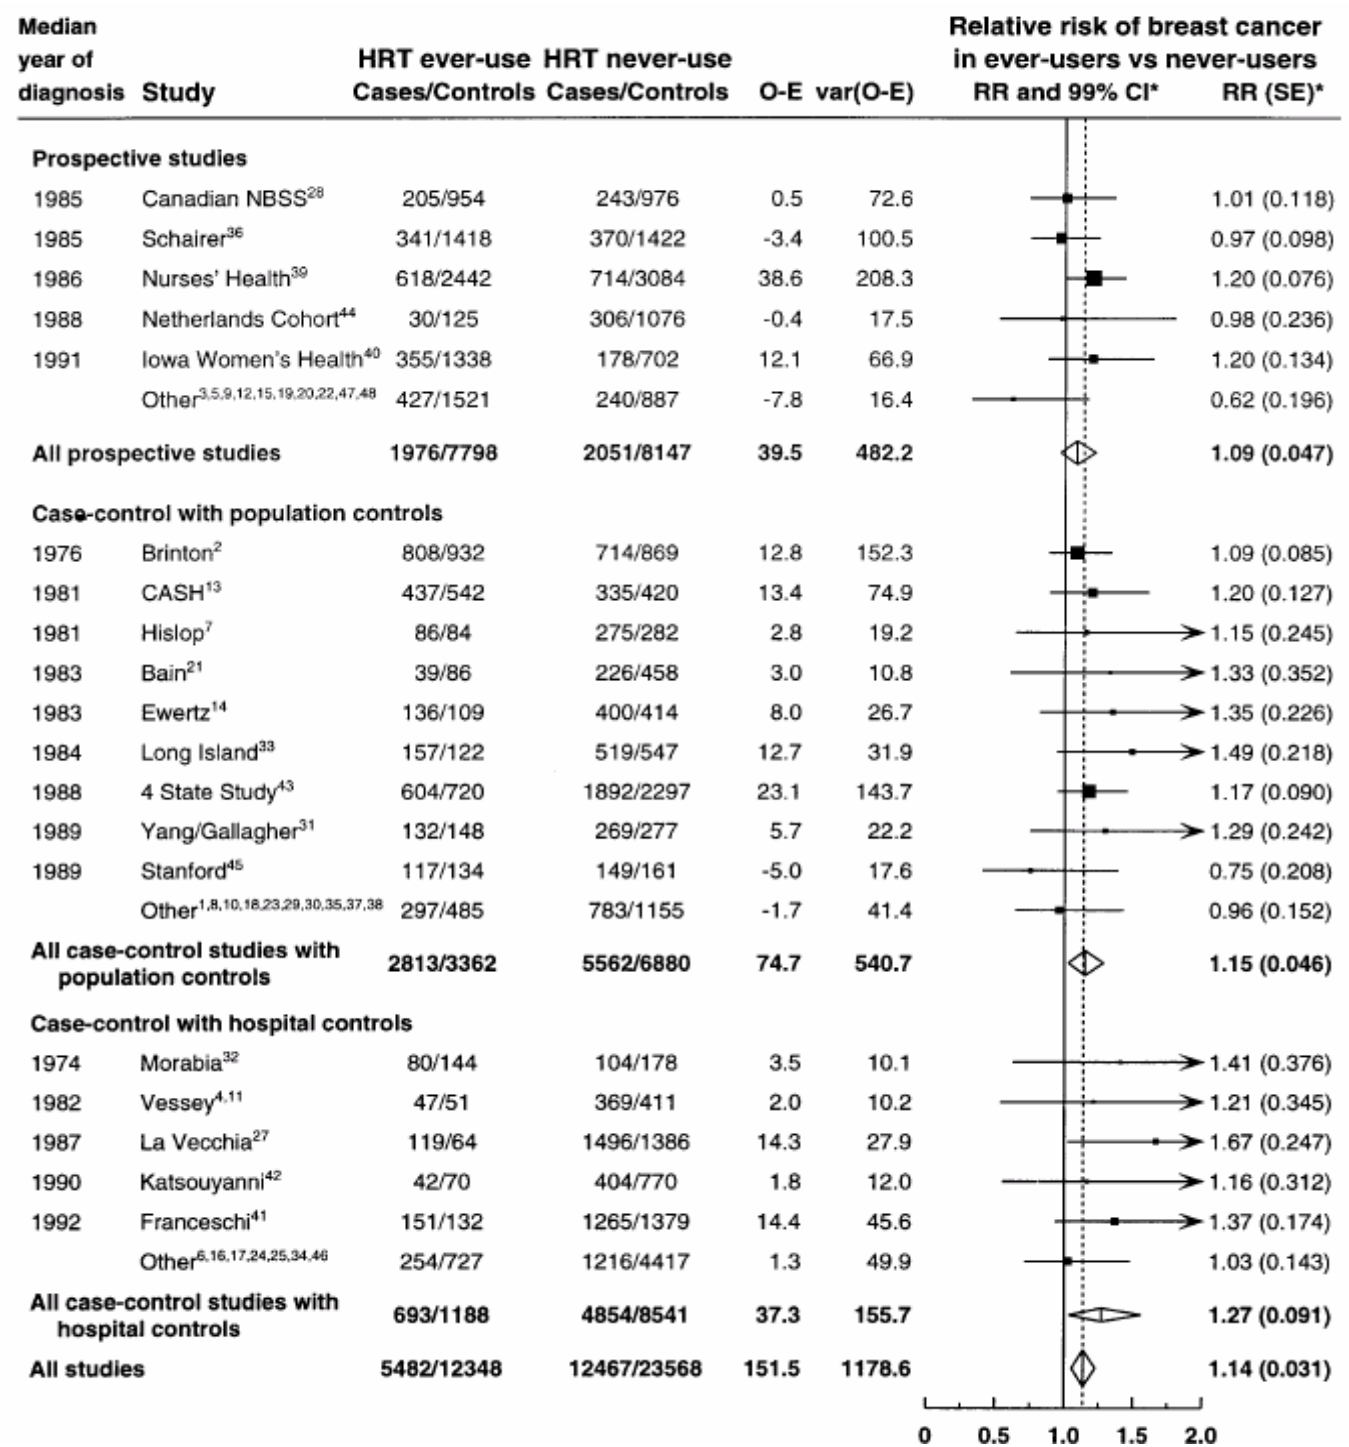 Median year of diagnosis Study HRT ever-use Cases/Controls HRT never-use Cases/Controls O-E var(O-E) Relative risk of breast cancer in ever-users vs never-users RR and 99% CI* RR (SE)*
Prospective studies
1985 Canadian NBSS28 205/954 243/976 0.5 72.6 1.01 (0.118)
1985 Schairer36 341/1418 370/1422 -3.4 100.5 0.97 (0.098)
1986 Nurses' Health39 618/2442 714/3084 38.6 208.3 1.20 (0.076)
1988 Netherlands Cohort44 30/125 306/1076 -0.4 17.5 0.98 (0.236)
1991 Iowa Women's Health40 355/1338 178/702 12.1 66.9 1.20 (0.134)
Other3,5,9,12,15,19,20,22,47,48 427/1521 240/887 -7.8 16.4 0.62 (0.196)
All prospective studies 1976/7798 2051/8147 39.5 482.2 1.09 (0.047)
Case-control with population controls
1976 Brinton2 808/932 714/869 12.8 152.3 1.09 (0.085)
1981 CASH13 437/542 335/420 13.4 74.9 1.20 (0.127)
1981 Hislop7 86/84 275/282 2.8 19.2 1.15 (0.245)
1983 Bain21 39/86 226/458 3.0 10.8 1.33 (0.352)
1983 Ewertz14 136/109 400/414 8.0 26.7 1.35 (0.226)
1984 Long Island33 157/122 519/547 12.7 31.9 1.49 (0.218)
1988 4 State Study43 604/720 1892/2297 23.1 143.7 1.17 (0.090)
1989 Yang/Gallagher31 132/148 269/277 5.7 22.2 1.29 (0.242)
1989 Stanford45 117/134 149/161 -5.0 17.6 0.75 (0.208)
Other1,8,10,18,23,29,30,35,37,38 297/485 783/1155 -1.7 41.4 0.96 (0.152)
All case-control studies with
population controls 2813/3362 5562/6880 74.7 540.7 1.15 (0.046)
Case-control with hospital controls
1974 Morabia32 80/144 104/178 3.5 10.1 1.41 (0.376)
1982 Vessey4,11 47/51 369/411 2.0 10.2 1.21 (0.345)
1987 La Vecchia27 119/64 1496/1386 14.3 27.9 1.67 (0.247)
1990 Katsouyanni42 42/70 404/770 1.8 12.0 1.16 (0.312)
1992 Franceschi41 151/132 1265/1379 14.4 45.6 1.37 (0.174)
Other6,16,17,24,25,34,46 254/727 1216/4417 1.3 49.9 1.03 (0.143)
All case-control studies with
hospital controls 693/1188 4854/8541 37.3 155.7 1.27 (0.091)
All studies 5482/12348 12467/23568 151.5 1178.6 1.14 (0.031)
0 0.5 1.0 1.5 2.0